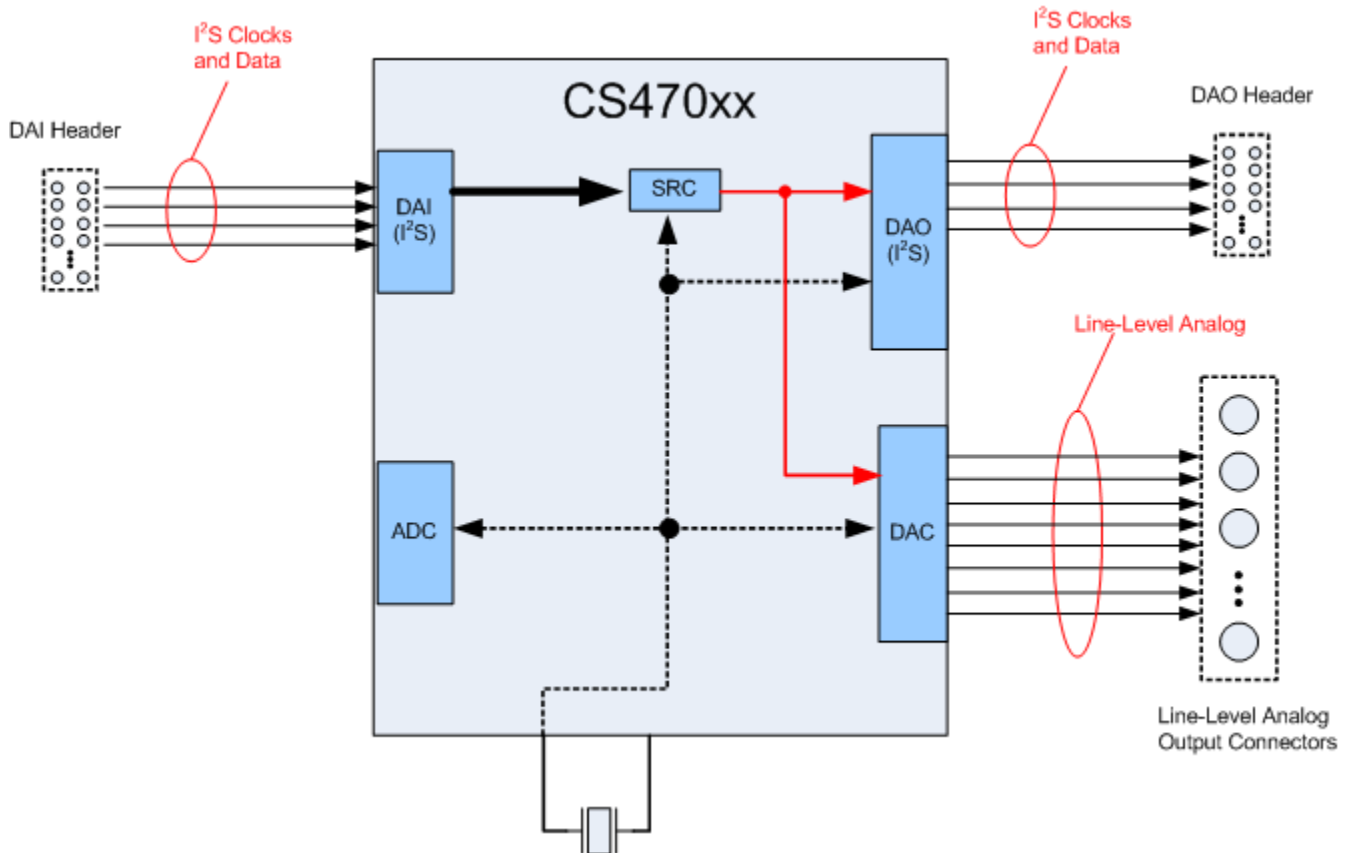 I²S Clocks
and Data
I²S Clocks
and Data
CS470xx
DAI Header
DAO Header
DAI
(I²S)
SRC
DAO
(I²S)
Line-Level Analog
ADC
DAC
Line-Level Analog
Output Connectors